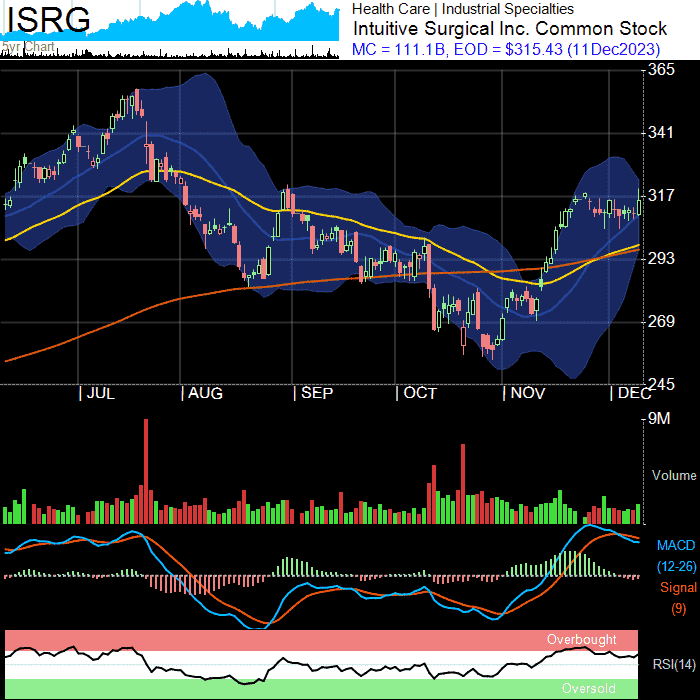 ISRG
5yr Chart
Health Care | Industrial Specialties
Intuitive Surgical Inc. Common Stock
MC = 111.1B, EOD = $315.43 (11Dec2023)
365
341
317
293
269
245
| JUL | AUG | SEP | OCT | NOV | DEC
9M
Volume
MACD
(12-26)
Signal
(9)
Overbought
RSI(14)
Oversold